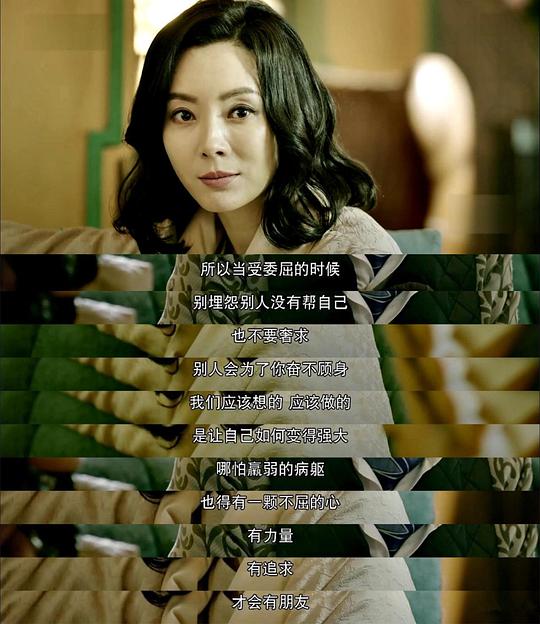 所以当受委屈的时候
别埋怨别人没有帮自己
也不要奢求
别人会为了你奋不顾身
我们应该想的 应该做的
是让自己如何变得强大
哪怕羸弱的病躯
也得有一颗不屈的心
有力量
有追求
才会有朋友